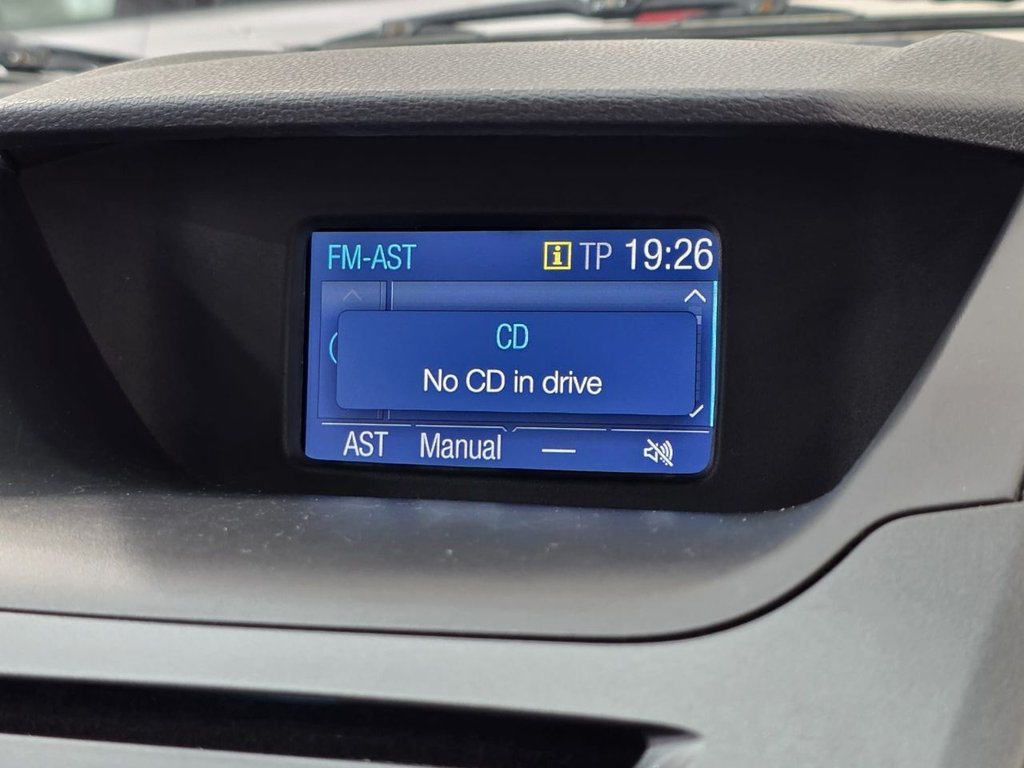 FM-AST i TP 19:26
CD
No CD in drive
AST Manual —